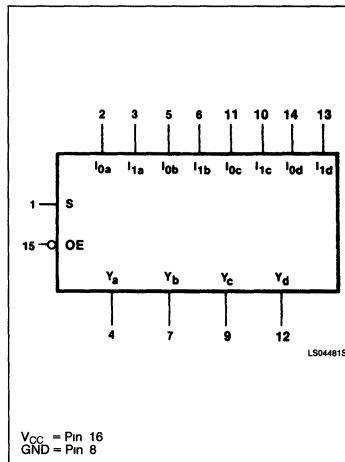 2 3 5 6 11 10 14 13
I0a I1a I0b I1b I0c I1c I0d I1d
1 S
15 OE
Ya Yb Yc Yd
4 7 9 12
LS04481S
VCC = Pin 16
GND = Pin 8